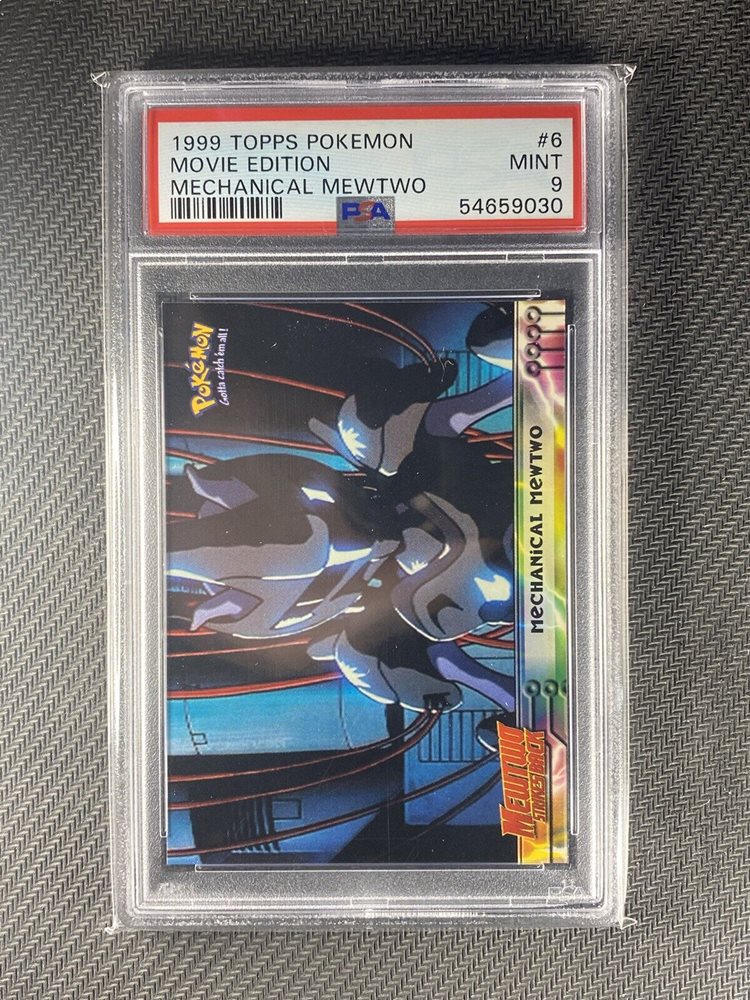 1999 TOPPS POKEMON #6
MOVIE EDITION MINT
MECHANICAL MEWTWO 9
PSA 54659030
POKéMON
Gotta catch 'em all!
MeCHANiCAL MeWTWO
MEWTWO
STRIKES BACK